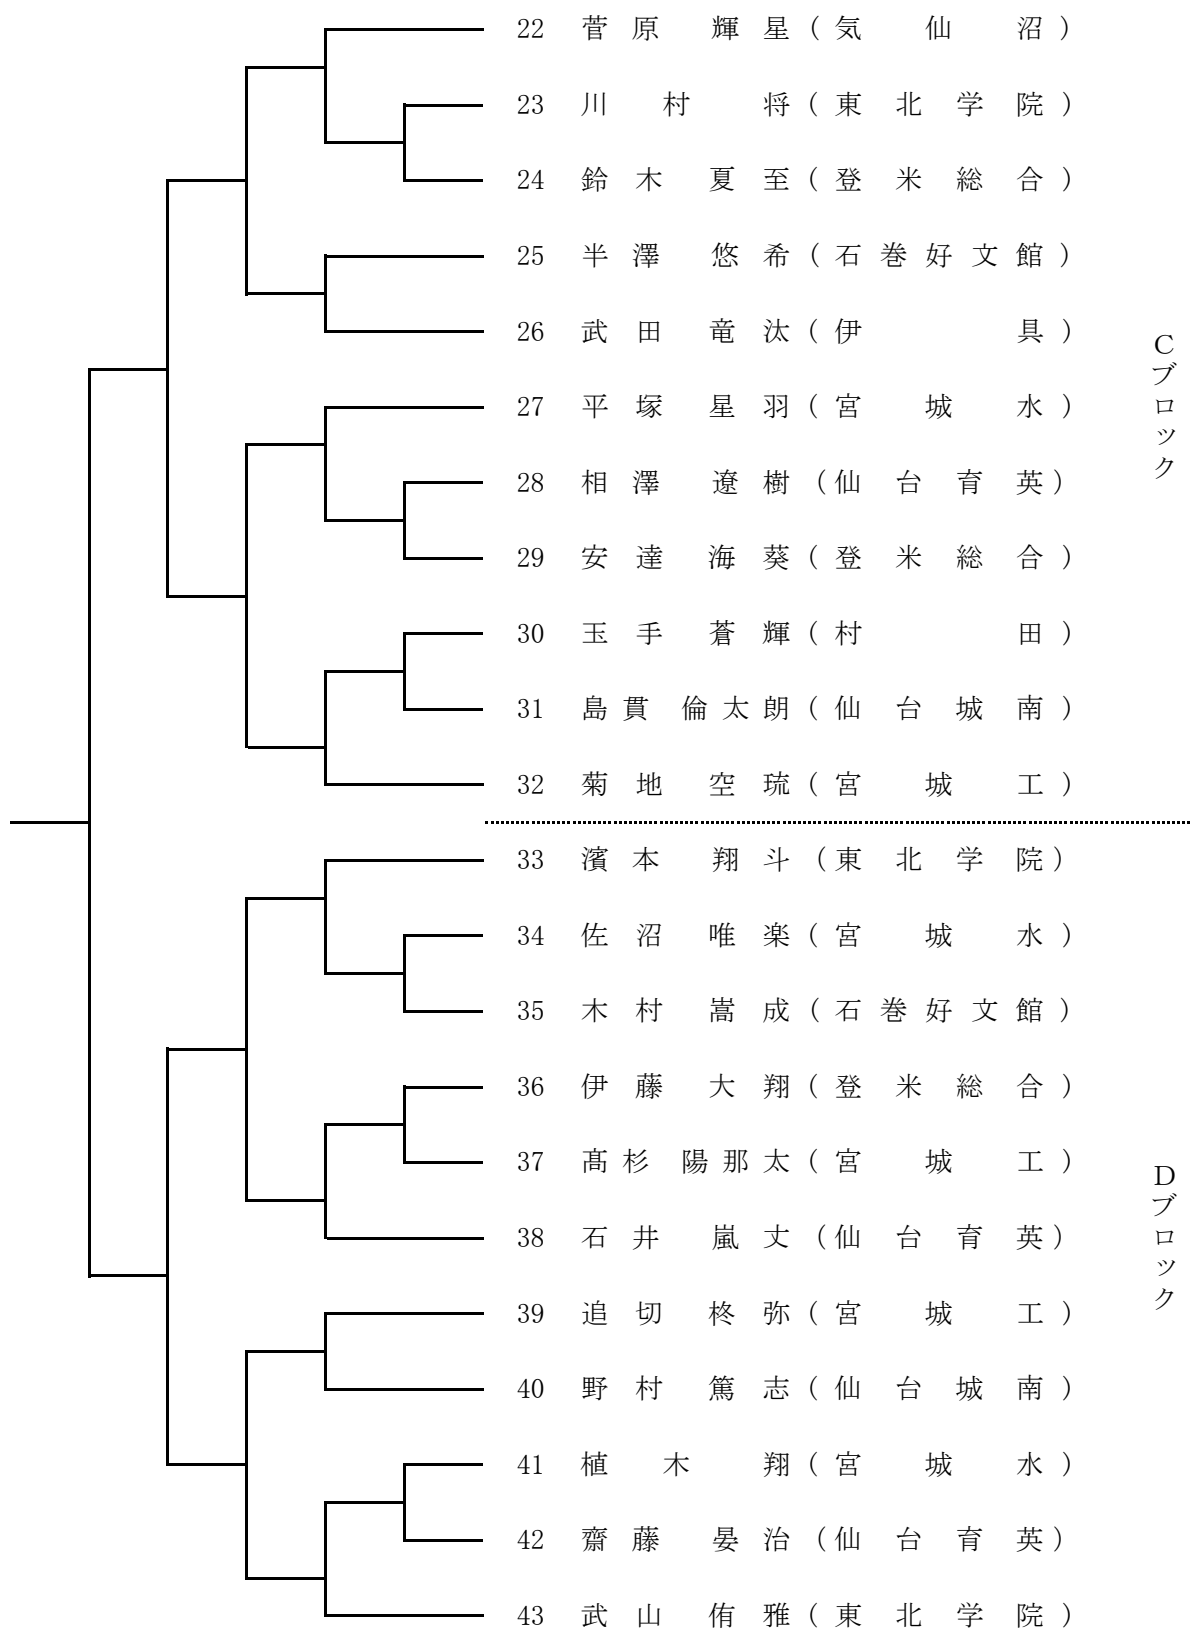 22 菅原 輝星(気仙沼)
23 川村 将(東北学院)
24 鈴木 夏至(登米総合)
25 半澤 悠希(石巻好文館)
26 武田 竜汰(伊具)
27 平塚 星羽(宮城水)
28 相澤 遼樹(仙台育英)
29 安達 海葵(登米総合)
30 玉手 蒼輝(村田)
31 島貫 倫太朗(仙台城南)
32 菊地 空琉(宮城工)
Cブロック
33 濱本 翔斗(東北学院)
34 佐沼 唯楽(宮城水)
35 木村 嵩成(石巻好文館)
36 伊藤 大翔(登米総合)
37 髙杉 陽那太(宮城工)
38 石井 嵐丈(仙台育英)
39 追切 柊弥(宮城工)
40 野村 篤志(仙台城南)
41 植木 翔(宮城水)
42 齋藤 晏治(仙台育英)
43 武山 侑雅(東北学院)
Dブロック